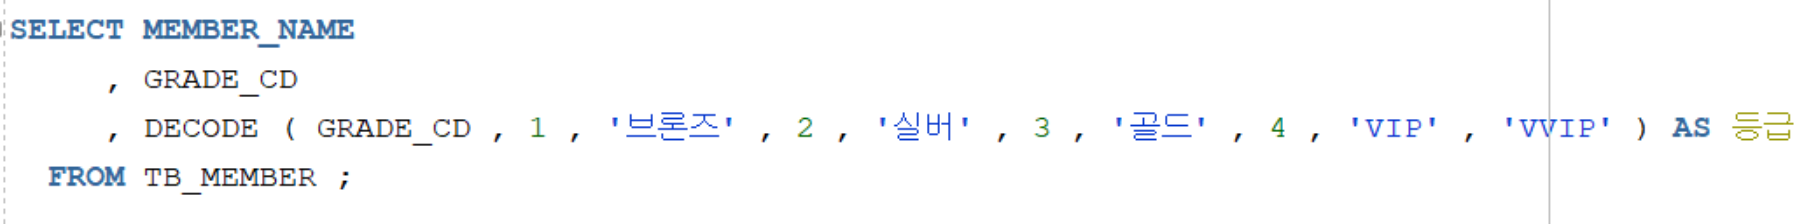 SELECT MEMBER_NAME
, GRADE_CD
, DECODE ( GRADE_CD , 1 , '브론즈' , 2 , '실버' , 3 , '골드' , 4 , 'VIP' , 'VVIP' ) AS 등급
FROM TB_MEMBER ;